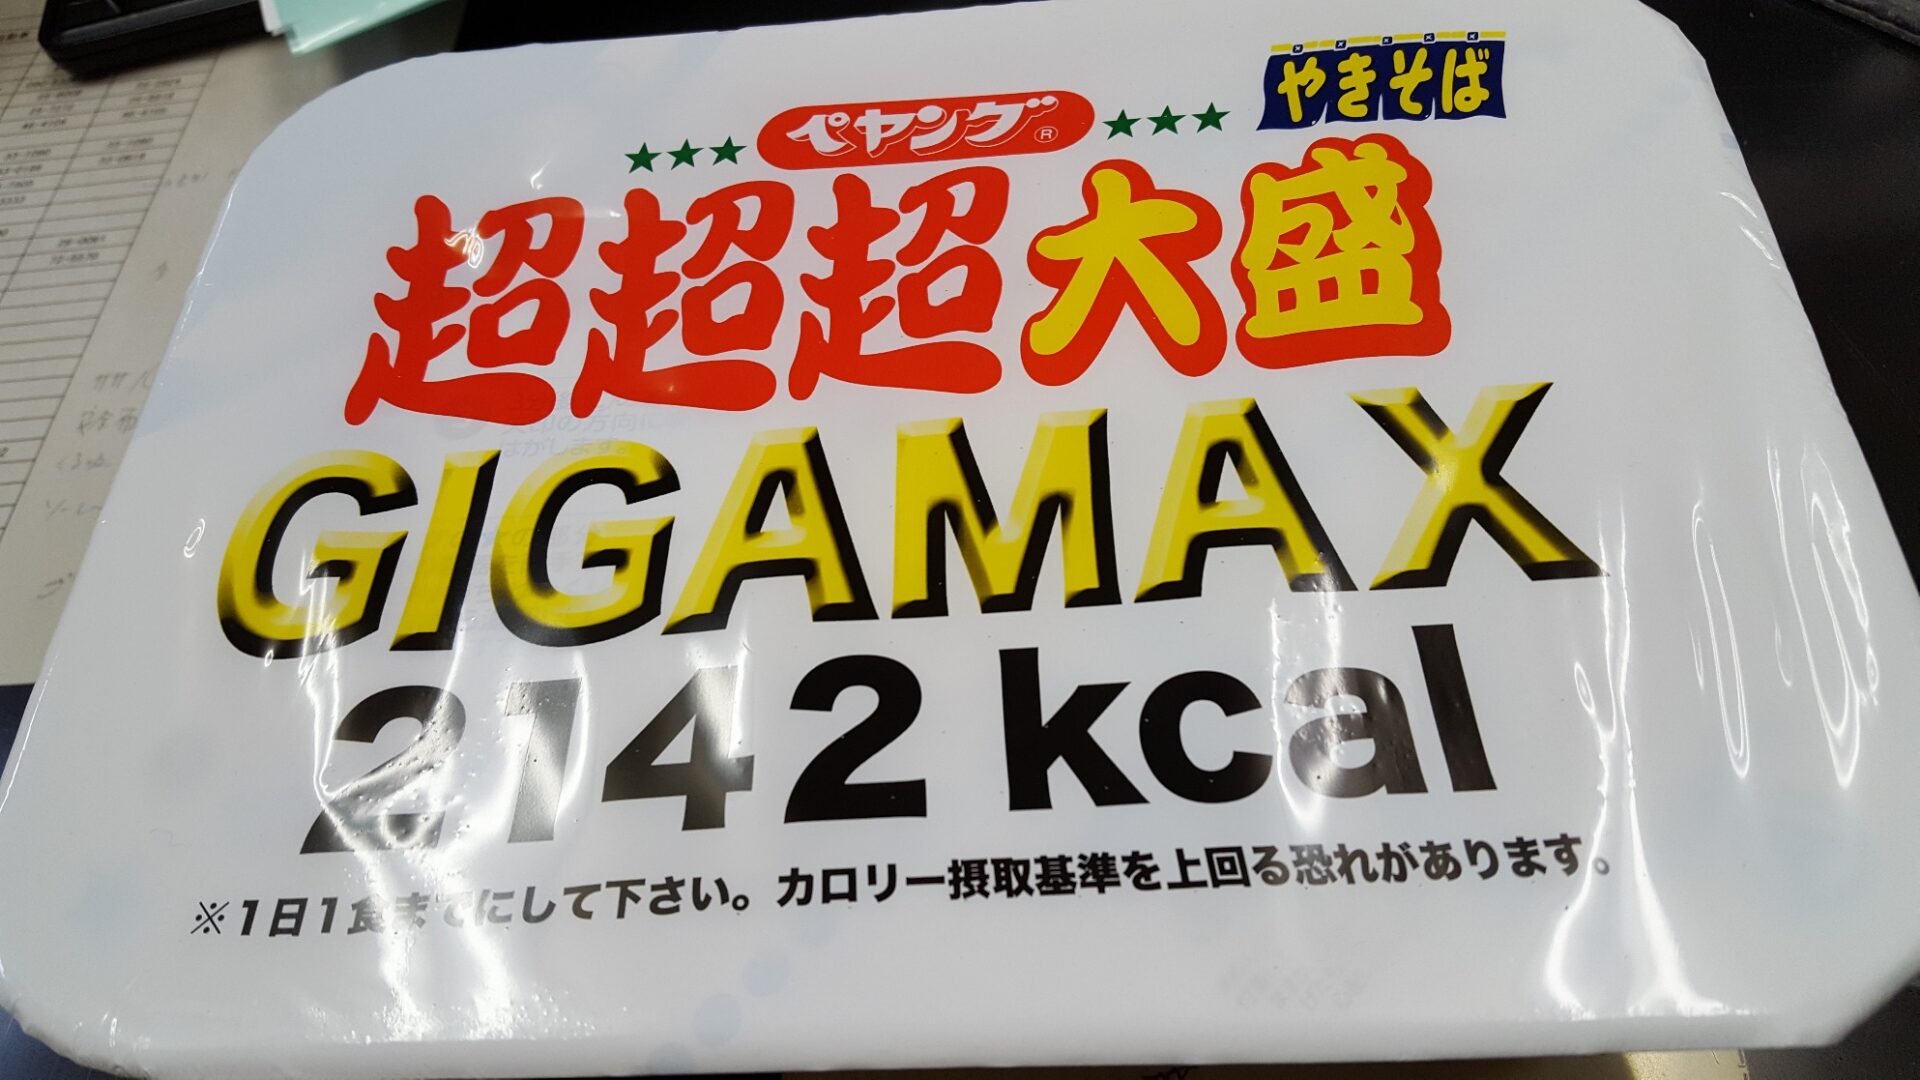 やきそば
★★★ペヤング®★★★
超超超大盛
GIGAMAX
2142kcal
※1日1食までにして下さい。カロリー摂取基準を上回る恐れがあります。